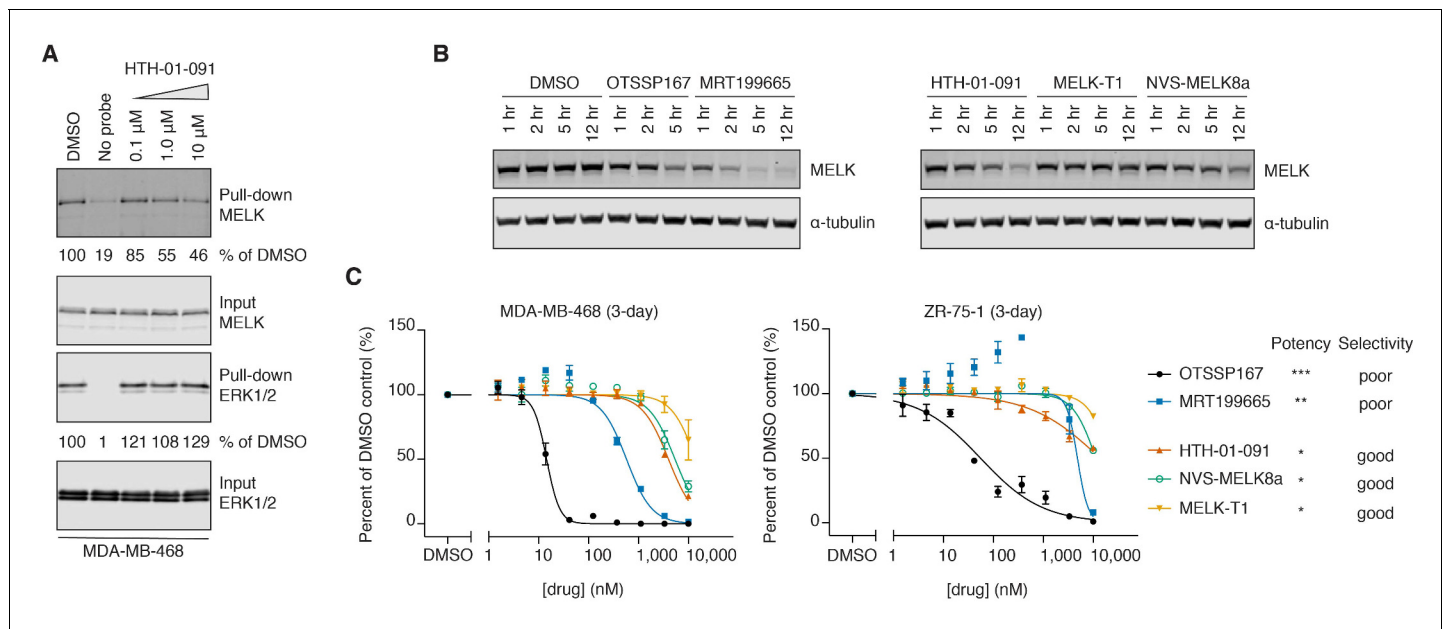 A
HTH-01-091
DMSO
No probe
0.1 µM
1.0 µM
10 µM
Pull-down
MELK
100 19 85 55 46 % of DMSO
Input
MELK
Pull-down
ERK1/2
100 1 121 108 129 % of DMSO
Input
ERK1/2
MDA-MB-468
B
DMSO OTSSP167 MRT199665
1 hr 2 hr 5 hr 12 hr 1 hr 2 hr 5 hr 1 hr 2 hr 5 hr 12 hr
MELK
α-tubulin
HTH-01-091 MELK-T1 NVS-MELK8a
1 hr 2 hr 5 hr 12 hr 1 hr 2 hr 5 hr 12 hr 1 hr 2 hr 5 hr 12 hr
MELK
α-tubulin
C
MDA-MB-468 (3-day)
Percent of DMSO control (%)
150
100
50
0
DMSO 1 10 100 1,000 10,000
[drug] (nM)
ZR-75-1 (3-day)
Percent of DMSO control (%)
150
100
50
0
DMSO 1 10 100 1,000 10,000
[drug] (nM)
Potency Selectivity
OTSSP167 *** poor
MRT199665 ** poor
HTH-01-091 * good
NVS-MELK8a * good
MELK-T1 * good